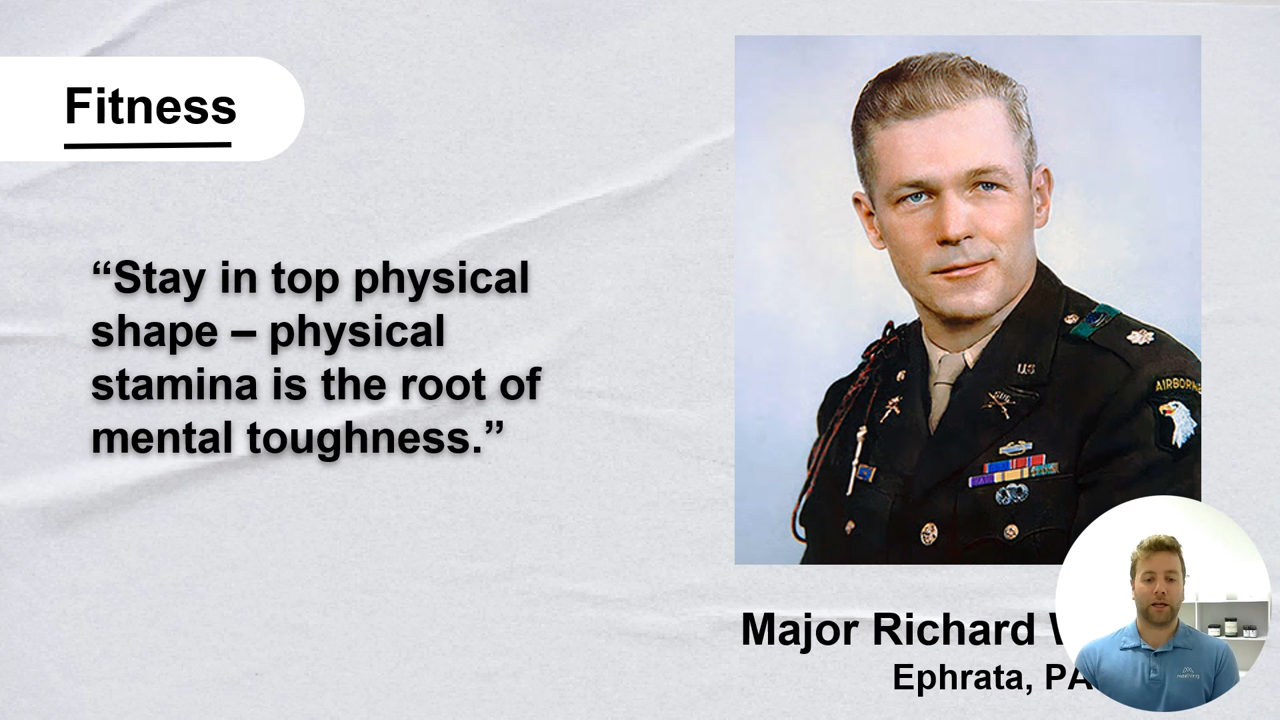 Fitness
“Stay in top physical
shape – physical
stamina is the root of
mental toughness.”
US
AIRBORNE
Major Richard
Ephrata, PA